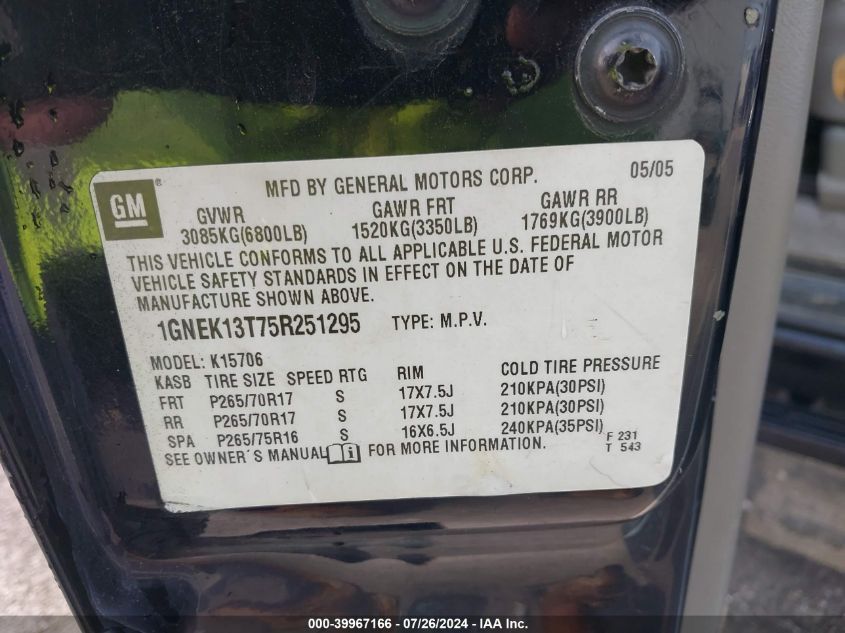 MFD BY GENERAL MOTORS CORP. 05/05
GM
GVWR GAWR FRT GAWR RR
3085KG(6800LB) 1520KG(3350LB) 1769KG(3900LB)
THIS VEHICLE CONFORMS TO ALL APPLICABLE U.S. FEDERAL MOTOR
VEHICLE SAFETY STANDARDS IN EFFECT ON THE DATE OF
MANUFACTURE SHOWN ABOVE.
1GNEK13T75R251295 TYPE: M.P.V.
MODEL: K15706
KASB TIRE SIZE SPEED RTG RIM COLD TIRE PRESSURE
FRT P265/70R17 S 17X7.5J 210KPA(30PSI)
RR P265/70R17 S 17X7.5J 210KPA(30PSI)
SPA P265/75R16 S 16X6.5J 240KPA(35PSI)
SEE OWNER'S MANUAL FOR MORE INFORMATION. F 231
T 543
000-39967166 - 07/26/2024 - IAA Inc.